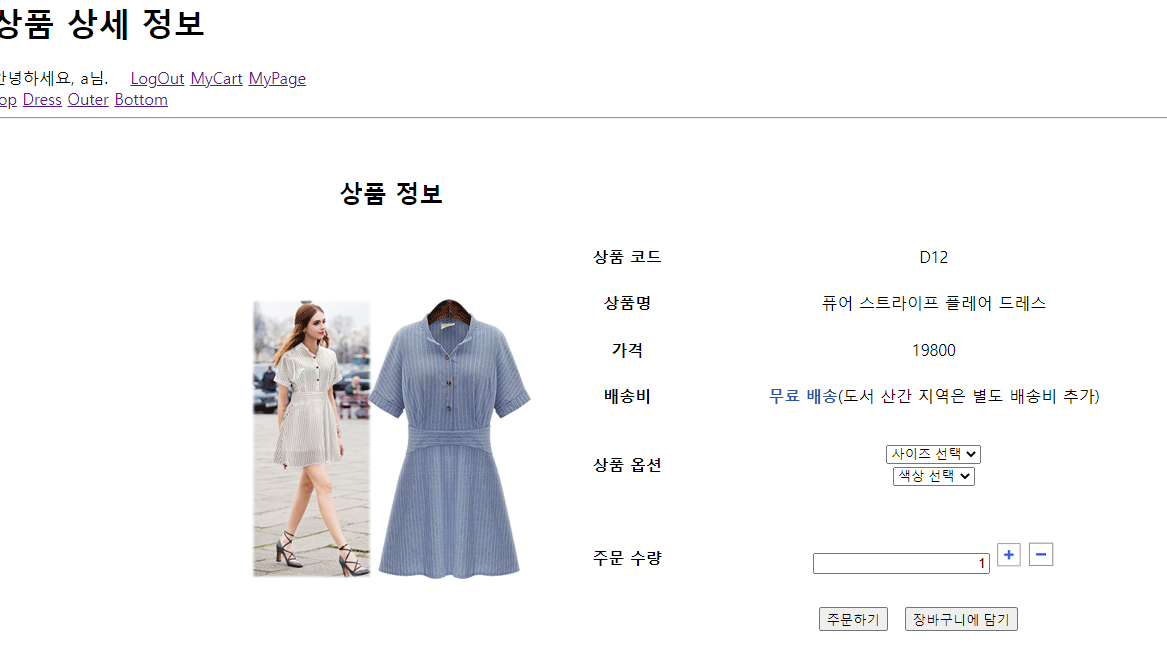 상품 상세 정보
안녕하세요, a님. LogOut MyCart MyPage
op Dress Outer Bottom
상품 정보
상품 코드 D12
상품명 퓨어 스트라이프 플레어 드레스
가격 19800
배송비 무료 배송(도서 산간 지역은 별도 배송비 추가)
상품 옵션 사이즈 선택
색상 선택
주문 수량 1 + −
주문하기 장바구니에 담기